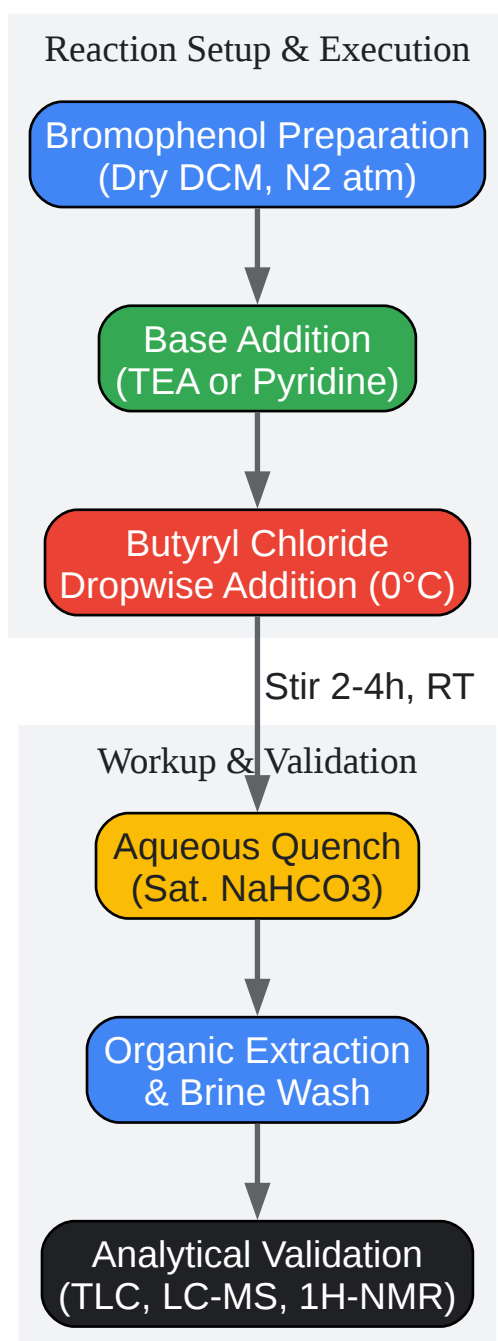 Reaction Setup & Execution
Bromophenol Preparation
(Dry DCM, N2 atm)
Base Addition
(TEA or Pyridine)
Butyryl Chloride
Dropwise Addition (0°C)
Stir 2-4h, RT
Workup & Validation
Aqueous Quench
(Sat. NaHCO3)
Organic Extraction
& Brine Wash
Analytical Validation
(TLC, LC-MS, 1H-NMR)